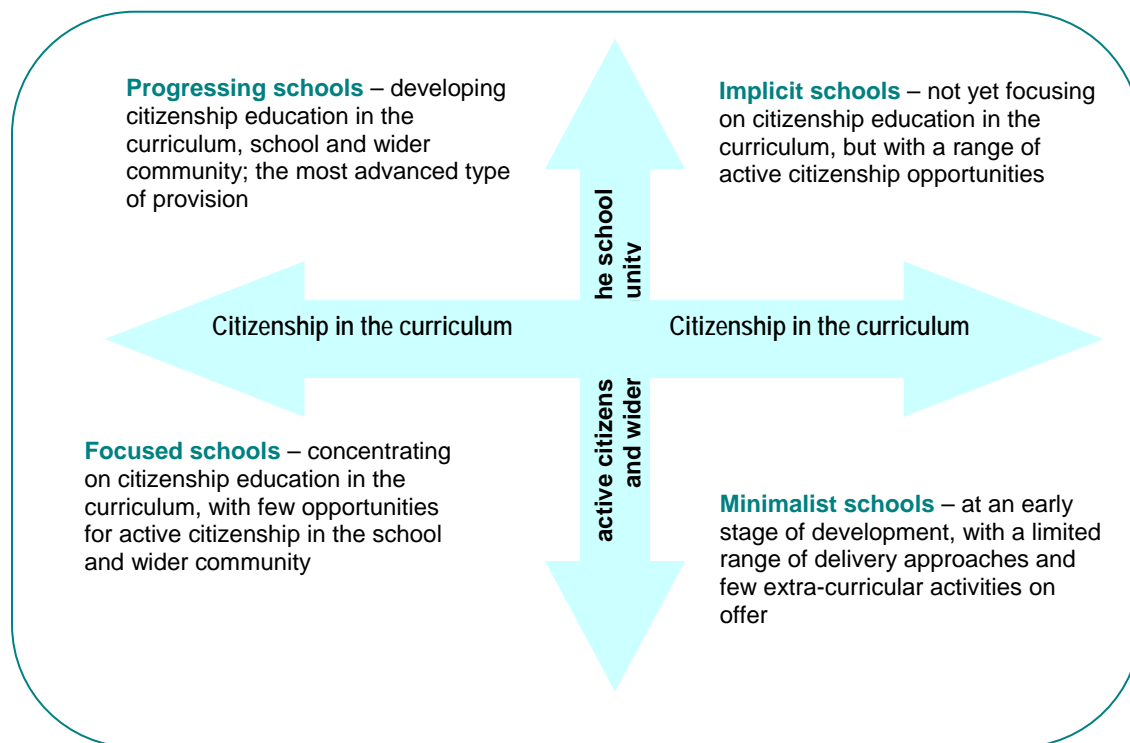 Progressing schools – developing
citizenship education in the
curriculum, school and wider
community; the most advanced type
of provision
Implicit schools – not yet focusing
on citizenship education in the
curriculum, but with a range of
active citizenship opportunities
he school
unity
Citizenship in the curriculum
Citizenship in the curriculum
active citizens
and wider
Focused schools – concentrating
on citizenship education in the
curriculum, with few opportunities
for active citizenship in the school
and wider community
Minimalist schools – at an early
stage of development, with a limited
range of delivery approaches and
few extra-curricular activities on
offer